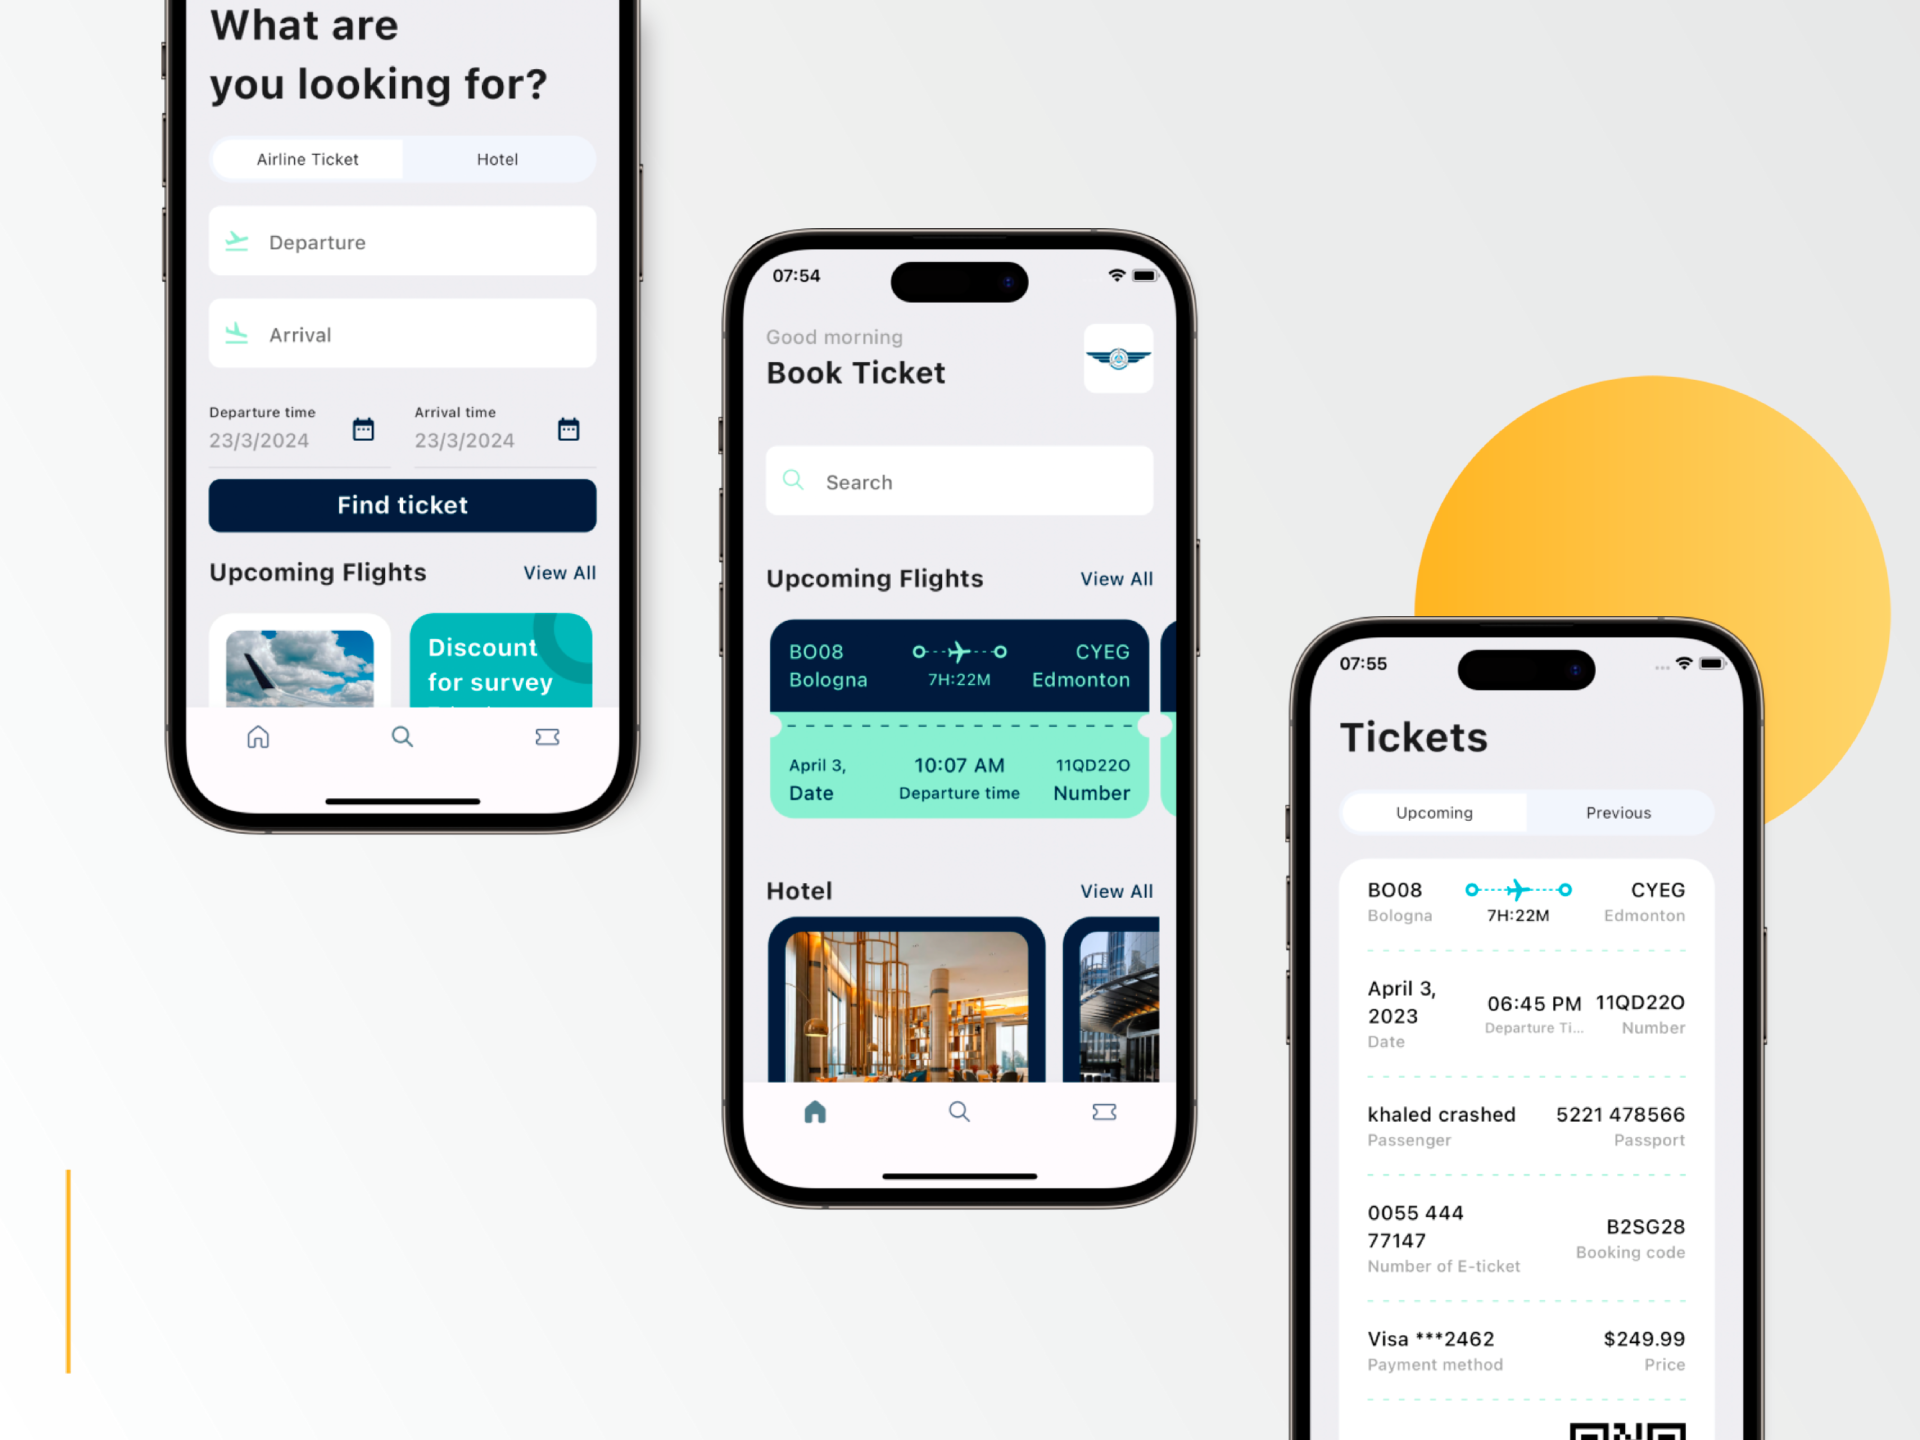 What are
you looking for?
Airline Ticket
Hotel
Departure
Arrival
Departure time
23/3/2024
Arrival time
23/3/2024
Find ticket
Upcoming Flights
View All
Discount
for survey
07:54
Good morning
Book Ticket
Search
Upcoming Flights
View All
BO08
CYEG
Bologna
7H:22M
Edmonton
April 3,
10:07 AM
11QD22O
Date
Departure time
Number
Hotel
View All
07:55
Tickets
Upcoming
Previous
BO08
CYEG
Bologna
7H:22M
Edmonton
April 3,
2023
Date
06:45 PM
Departure Ti...
11QD22O
Number
khaled crashed
Passenger
5221 478566
Passport
0055 444
77147
Number of E-ticket
B2SG28
Booking code
Visa ***2462
Payment method
$249.99
Price